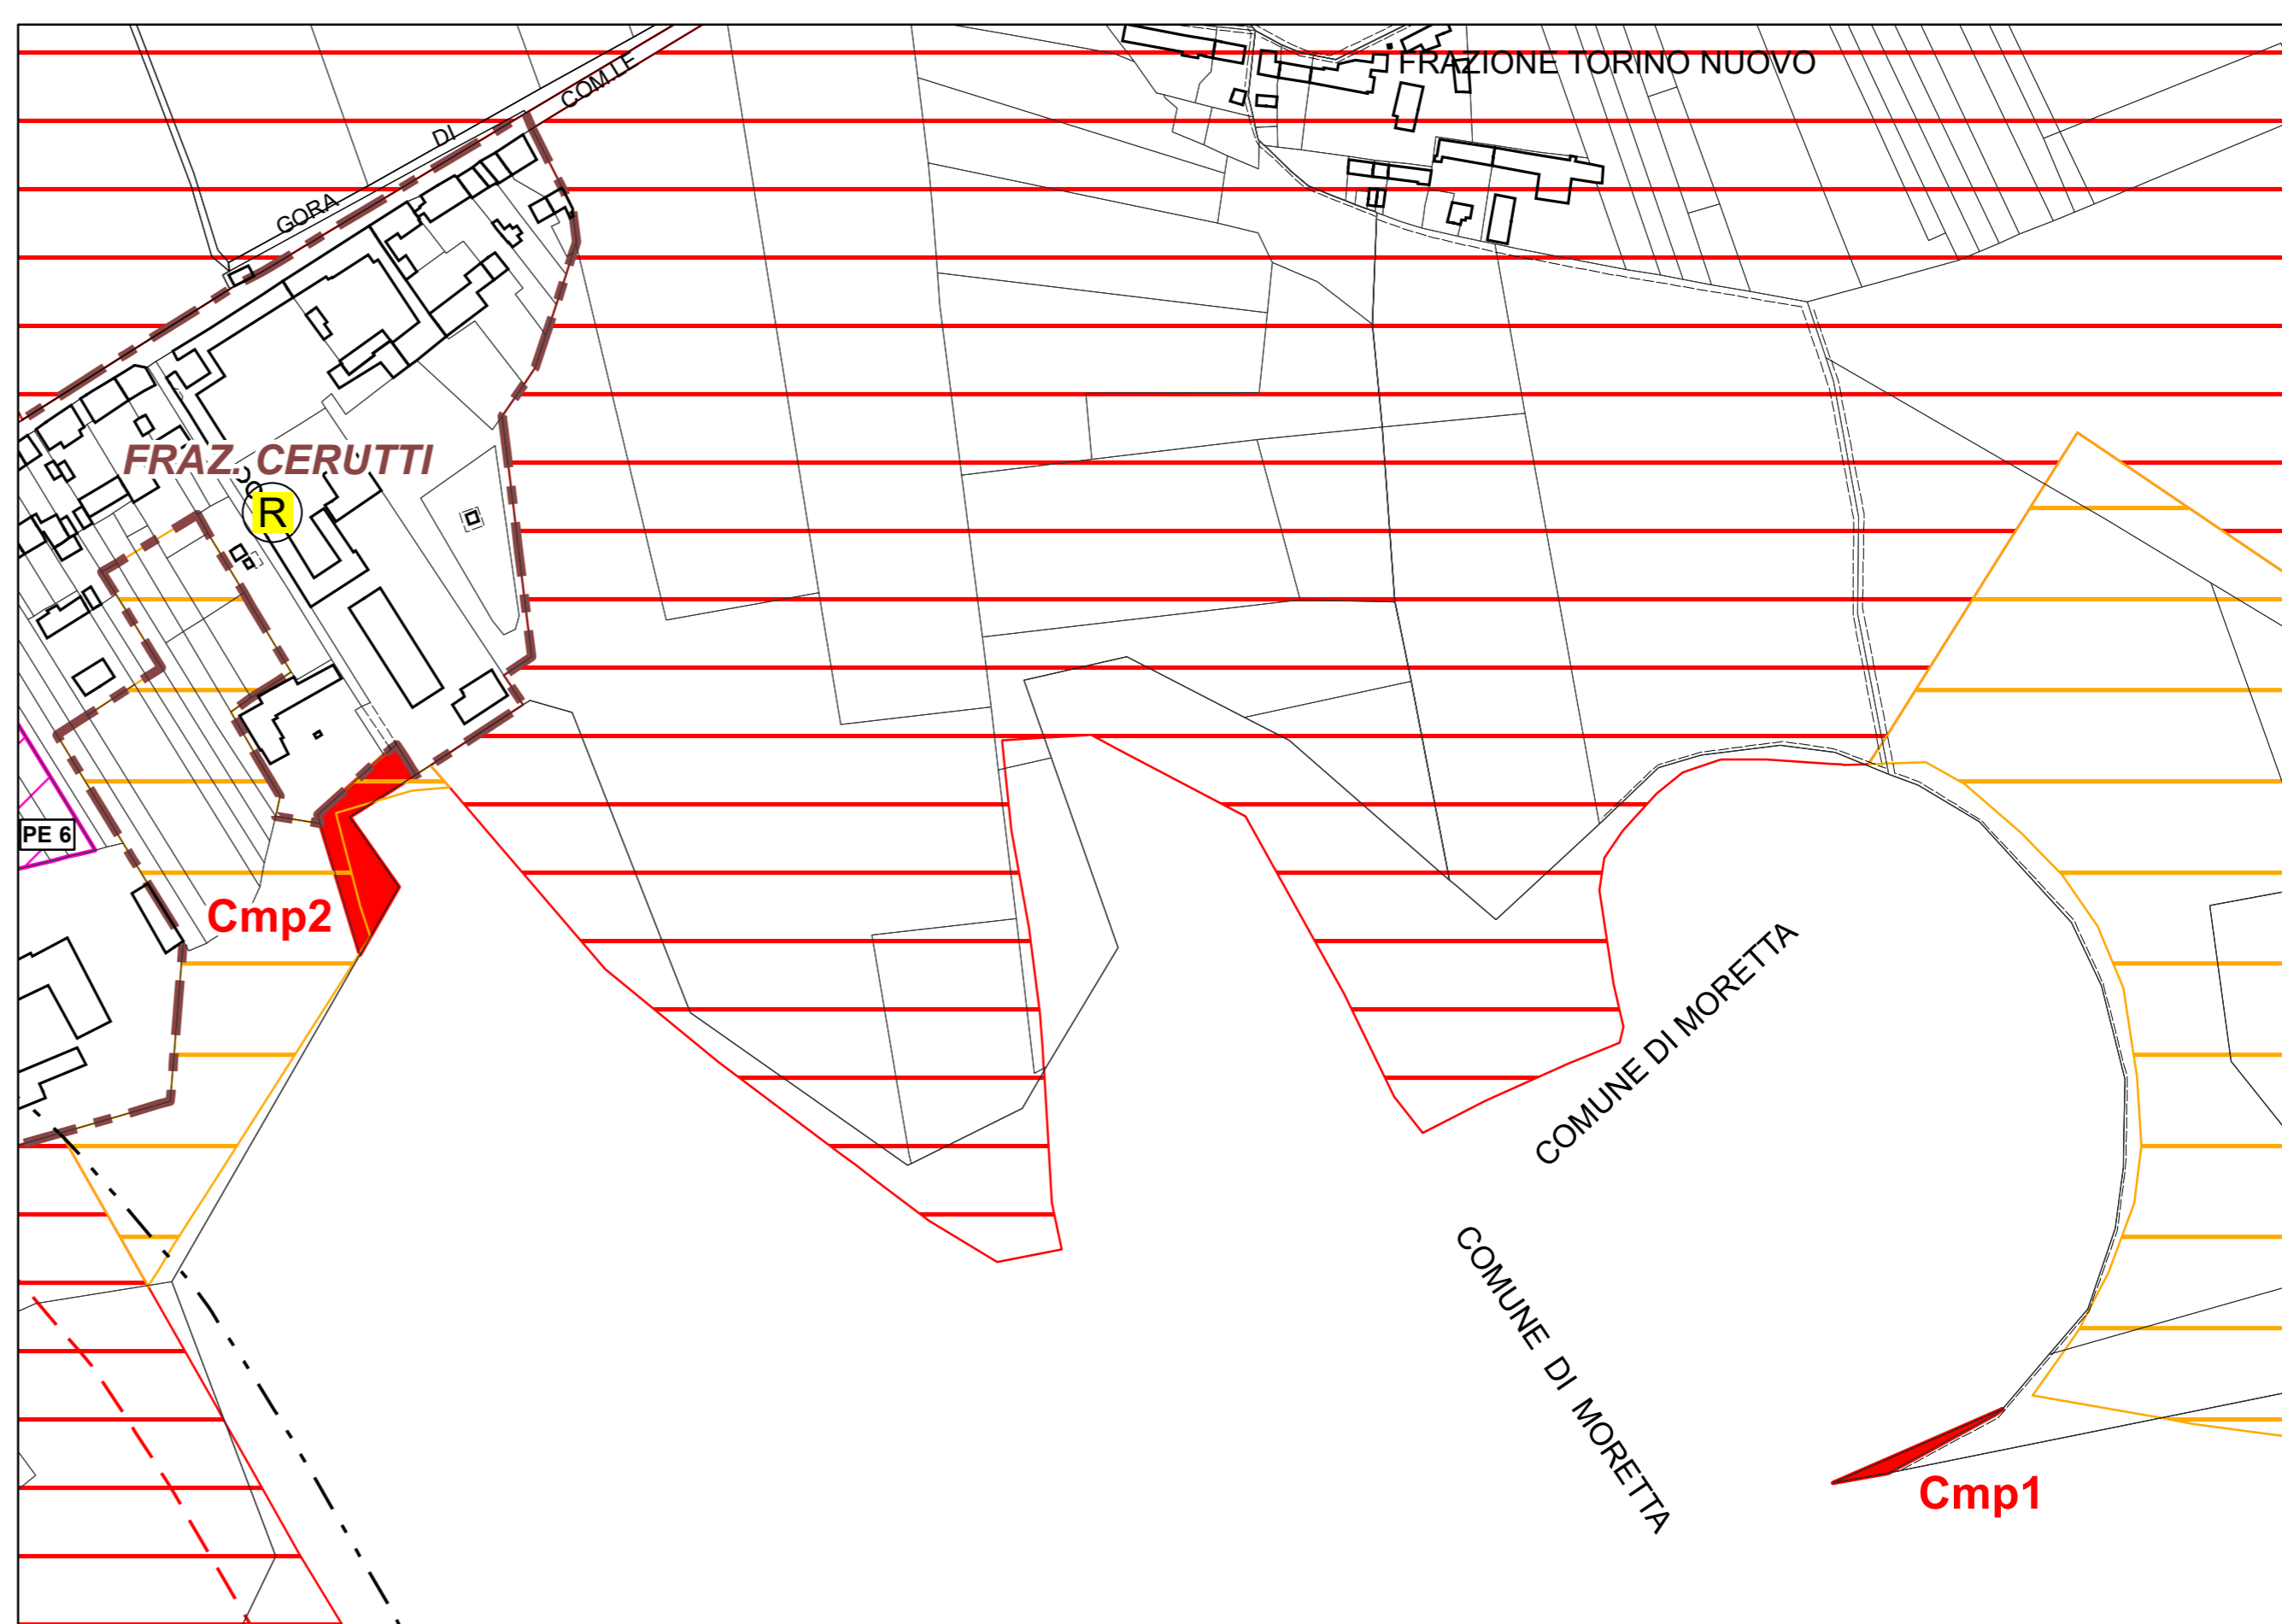 FRAZIONE TORINO NUOVO
GORA DI COM.LE
FRAZ. CERUTTI
R
PE 6
Cmp2
COMUNE DI MORETTA
COMUNE DI MORETTA
Cmp1